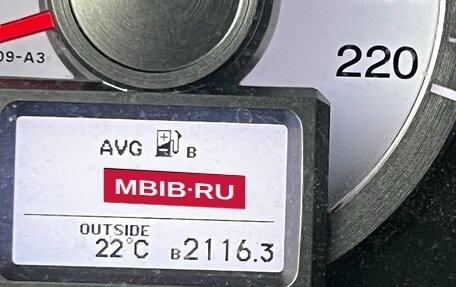 220
09-A3
AVG B
MBIB·RU
OUTSIDE
22°C B2116.3